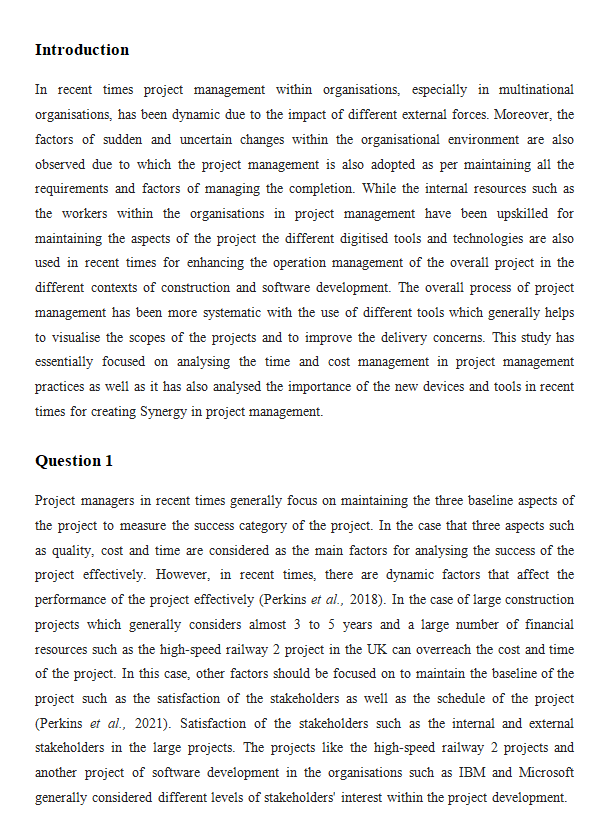 Introduction
In recent times project management within organisations, especially in multinational
organisations, has been dynamic due to the impact of different external forces. Moreover, the
factors of sudden and uncertain changes within the organisational environment are also
observed due to which the project management is also adopted as per maintaining all the
requirements and factors of managing the completion. While the internal resources such as
the workers within the organisations in project management have been upskilled for
maintaining the aspects of the project the different digitised tools and technologies are also
used in recent times for enhancing the operation management of the overall project in the
different contexts of construction and software development. The overall process of project
management has been more systematic with the use of different tools which generally helps
to visualise the scopes of the projects and to improve the delivery concerns. This study has
essentially focused on analysing the time and cost management in project management
practices as well as it has also analysed the importance of the new devices and tools in recent
times for creating Synergy in project management.
Question 1
Project managers in recent times generally focus on maintaining the three baseline aspects of
the project to measure the success category of the project. In the case that three aspects such
as quality, cost and time are considered as the main factors for analysing the success of the
project effectively. However, in recent times, there are dynamic factors that affect the
performance of the project effectively (Perkins et al., 2018). In the case of large construction
projects which generally considers almost 3 to 5 years and a large number of financial
resources such as the high-speed railway 2 project in the UK can overreach the cost and time
of the project. In this case, other factors should be focused on to maintain the baseline of the
project such as the satisfaction of the stakeholders as well as the schedule of the project
(Perkins et al., 2021). Satisfaction of the stakeholders such as the internal and external
stakeholders in the large projects. The projects like the high-speed railway 2 projects and
another project of software development in the organisations such as IBM and Microsoft
generally considered different levels of stakeholders' interest within the project development.